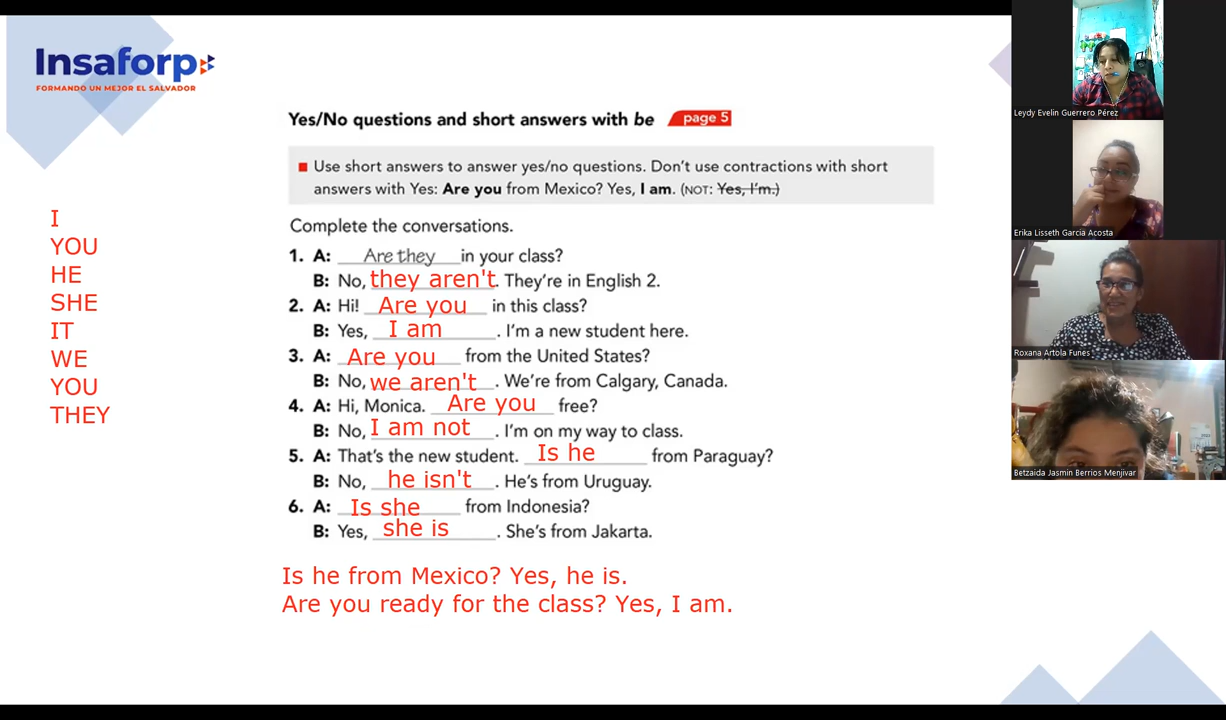 Insaforp
FORMANDO UN MEJOR EL SALVADOR
Yes/No questions and short answers with be page 5
Use short answers to answer yes/no questions. Don't use contractions with short
answers with Yes: Are you from Mexico? Yes, I am. (NOT: Yes, I'm.)
I
YOU
HE
SHE
IT
WE
YOU
THEY
Complete the conversations.
1. A: Are they in your class?
B: No, they aren't. They're in English 2.
2. A: Hi! Are you in this class?
B: Yes, I am. I'm a new student here.
3. A: Are you from the United States?
B: No, we aren't. We're from Calgary, Canada.
4. A: Hi, Monica. Are you free?
B: No, I am not. I'm on my way to class.
5. A: That's the new student. Is he from Paraguay?
B: No, he isn't. He's from Uruguay.
6. A: Is she from Indonesia?
B: Yes, she is. She's from Jakarta.
Is he from Mexico? Yes, he is.
Are you ready for the class? Yes, I am.
Leydy Evelin Guerrero Pérez
Erika Lisseth Garcia Acosta
Roxana Artola Funes
Betzaida Jasmin Berrios Menjivar